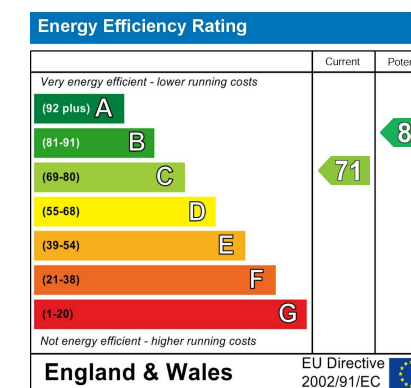 Energy Efficiency Rating
Current
Very energy efficient - lower running costs
(92 plus) A
(81-91) B
(69-80) C
71
(55-68) D
(39-54) E
(21-38) F
(1-20) G
Not energy efficient - higher running costs
England & Wales
EU Directive
2002/91/EC